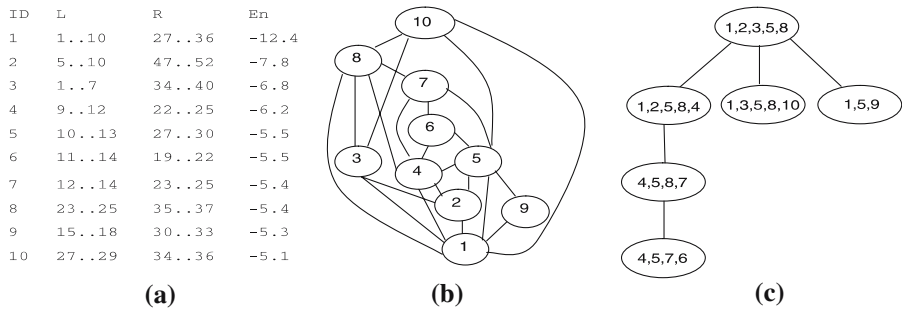 ID L R En
1 1..10 27..36 -12.4
2 5..10 47..52 -7.8
3 1..7 34..40 -6.8
4 9..12 22..25 -6.2
5 10..13 27..30 -5.5
6 11..14 19..22 -5.5
7 12..14 23..25 -5.4
8 23..25 35..37 -5.4
9 15..18 30..33 -5.3
10 27..29 34..36 -5.1
(a)
10
8
7
6
3
4
5
2
9
1
(b)
1,2,3,5,8
1,2,5,8,4
1,3,5,8,10
1,5,9
4,5,8,7
4,5,7,6
(c)